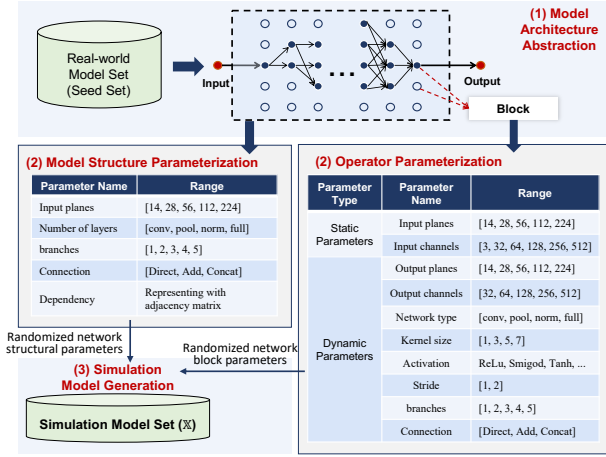 (1) Model
Architecture
Abstraction
Real-world
Model Set
(Seed Set)
Input
...
Output
Block
(2) Model Structure Parameterization
Parameter Name Range
Input planes [14, 28, 56, 112, 224]
Number of layers [conv, pool, norm, full]
branches [1, 2, 3, 4, 5]
Connection [Direct, Add, Concat]
Dependency Representing with
adjacency matrix
(2) Operator Parameterization
Parameter
Type Parameter
Name Range
Static
Parameters
Input planes [14, 28, 56, 112, 224]
Input channels [3, 32, 64, 128, 256, 512]
Dynamic
Parameters
Output planes [14, 28, 56, 112, 224]
Output channels [32, 64, 128, 256, 512]
Network type [conv, pool, norm, full]
Kernel size [1, 3, 5, 7]
Activation ReLu, Smigod, Tanh, ...
Stride [1, 2]
branches [1, 2, 3, 4, 5]
Connection [Direct, Add, Concat]
Randomized network
structural parameters
Randomized network
block parameters
(3) Simulation
Model Generation
Simulation Model Set (𝕏)